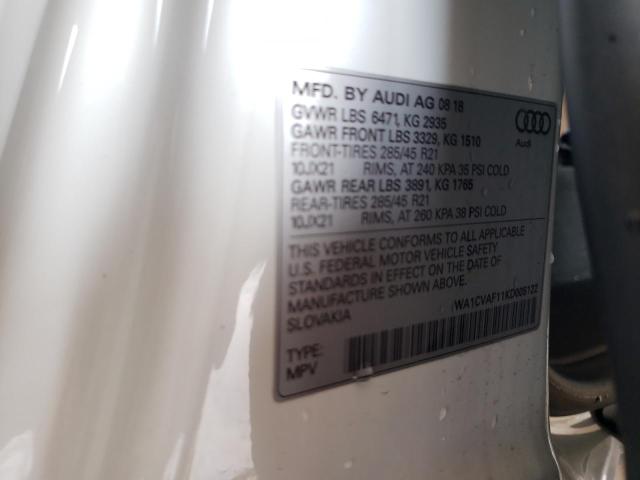 MFD. BY AUDI AG 08 18
GVWR LBS 6471, KG 2935
GAWR FRONT LBS 3329, KG 1510
FRONT-TIRES 285/45 R21
10JX21 RIMS, AT 240 KPA 35 PSI COLD
GAWR REAR LBS 3891, KG 1765
REAR-TIRES 285/45 R21
10JX21 RIMS, AT 260 KPA 38 PSI COLD
Audi
THIS VEHICLE CONFORMS TO ALL APPLICABLE
U.S. FEDERAL MOTOR VEHICLE SAFETY
STANDARDS IN EFFECT ON THE DATE OF
MANUFACTURE SHOWN ABOVE.
SLOVAKIA
WA1CVAF11KD005122
TYPE:
MPV